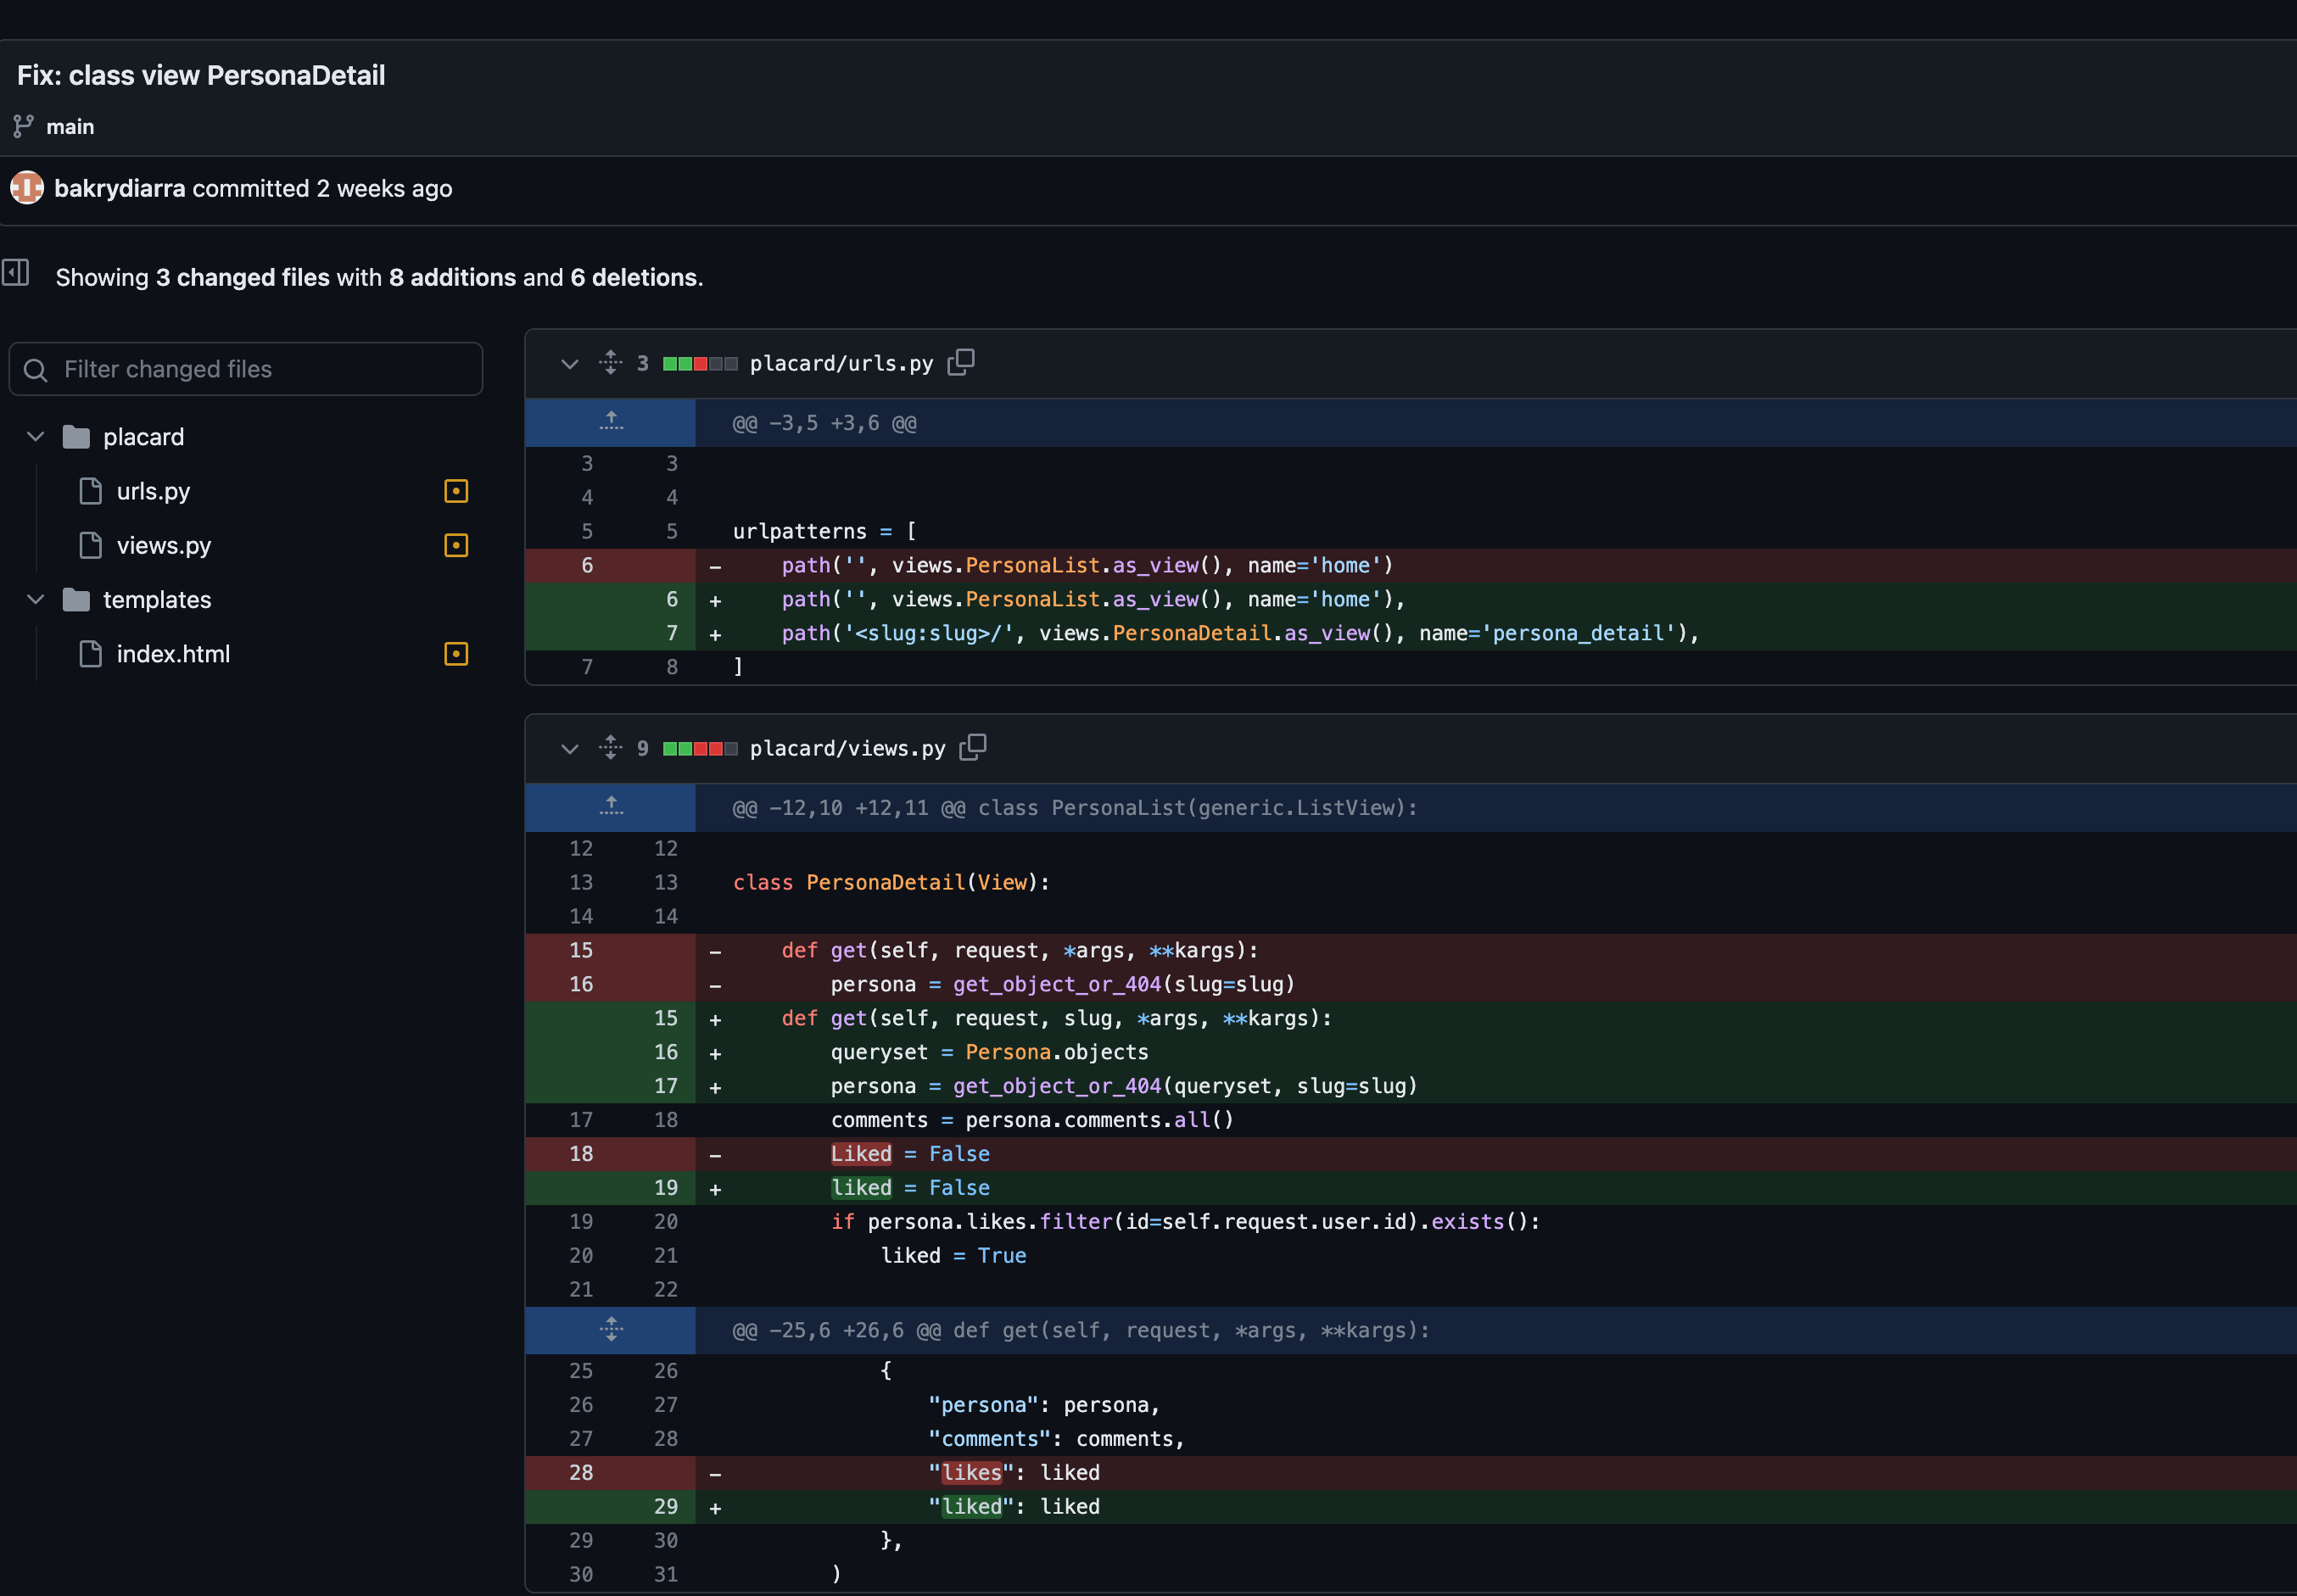 Fix: class view PersonaDetail
main
bakrydiarra committed 2 weeks ago
Showing 3 changed files with 8 additions and 6 deletions.
Filter changed files
placard
urls.py
views.py
templates
index.html
3 placard/urls.py
@@ -3,5 +3,6 @@
3 3
4 4
5 5 urlpatterns = [
6 - path('', views.PersonaList.as_view(), name='home')
6 + path('', views.PersonaList.as_view(), name='home'),
7 + path('<slug:slug>/', views.PersonaDetail.as_view(), name='persona_detail'),
7 8 ]
9 placard/views.py
@@ -12,10 +12,11 @@ class PersonaList(generic.ListView):
12 12
13 13 class PersonaDetail(View):
14 14
15 - def get(self, request, *args, **kargs):
16 - persona = get_object_or_404(slug=slug)
15 + def get(self, request, slug, *args, **kargs):
16 + queryset = Persona.objects
17 + persona = get_object_or_404(queryset, slug=slug)
17 18 comments = persona.comments.all()
18 - Liked = False
19 + liked = False
19 20 if persona.likes.filter(id=self.request.user.id).exists():
20 21 liked = True
21 22
@@ -25,6 +26,6 @@ def get(self, request, *args, **kargs):
25 26 {
26 27 "persona": persona,
27 28 "comments": comments,
28 - "likes": liked
29 + "liked": liked
29 30 },
30 31 )